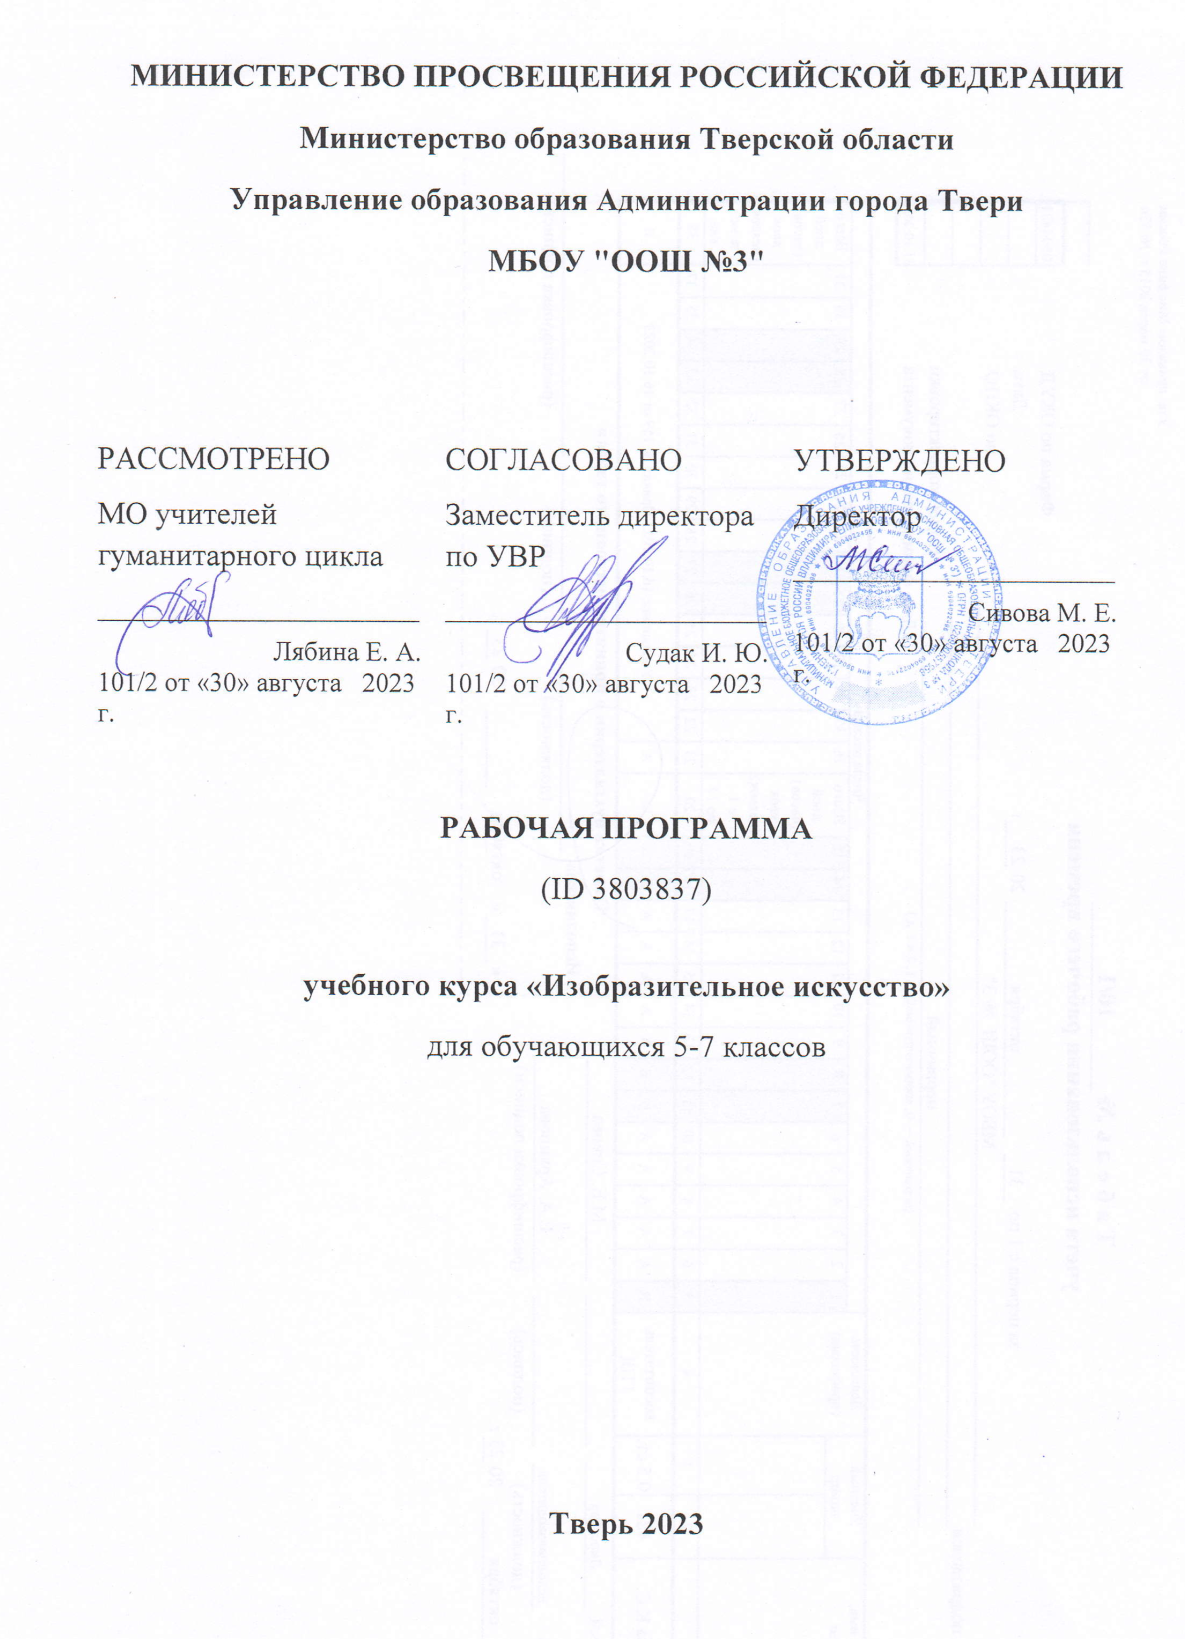 МИНИСТЕРСТВО ПРОСВЕЩЕНИЯ РОССИЙСКОЙ ФЕДЕРАЦИИ
Министерство образования Тверской области
Управление образования Администрации города Твери
МБОУ "ООШ №3"
РАССМОТРЕНО
МО учителей
гуманитарного цикла
Лябина Е. А.
101/2 от «30» августа 2023
г.
СОГЛАСОВАНО
Заместитель директора
по УВР
Судак И. Ю.
101/2 от «30» августа 2023
г.
УТВЕРЖДЕНО
Директор
Сивова М. Е.
101/2 от «30» августа 2023
г.
УПРАВЛЕНИЕ ОБРАЗОВАНИЯ АДМИНИСТРАЦИИ
РАБОЧАЯ ПРОГРАММА
(ID 3803837)
учебного курса «Изобразительное искусство»
для обучающихся 5-7 классов
Тверь 2023